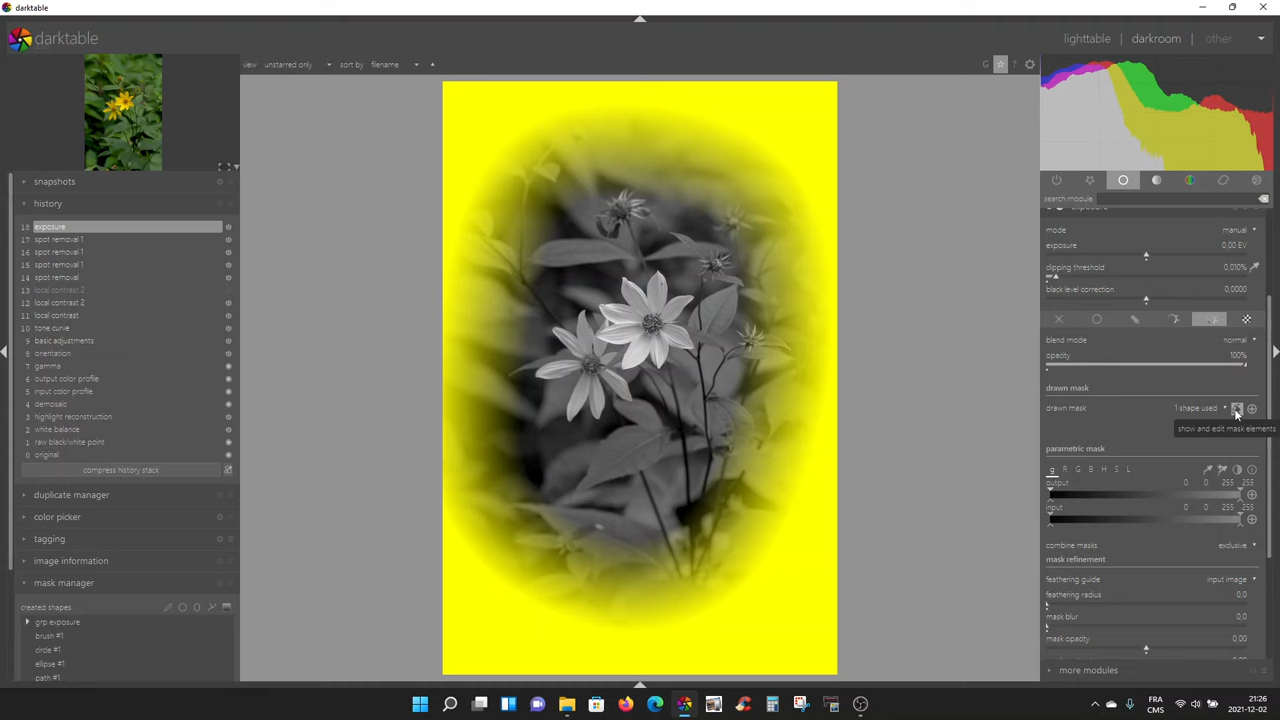 darktable
darktable
lighttable | darkroom | other
view unstarred only sort by filename
G ?
snapshots
history
18 exposure
17 spot removal 1
16 spot removal 1
15 spot removal 1
14 spot removal
13 local contrast 2
12 local contrast 2
11 local contrast
10 tone curve
9 basic adjustments
8 orientation
7 gamma
6 output color profile
5 input color profile
4 demosaic
3 highlight reconstruction
2 white balance
1 raw black/white point
0 original
compress history stack
duplicate manager
color picker
tagging
image information
mask manager
created shapes
grp exposure
brush #1
circle #1
ellipse #1
path #1
search module
exposure
mode manual
exposure 0,00 EV
clipping threshold 0,010%
black level correction 0,0000
blend mode normal
opacity 100%
drawn mask
drawn mask 1 shape used
show and edit mask elements
parametric mask
g R G B H S L
output 0 0 255 255
input 0 0 255 255
combine masks exclusive
mask refinement
feathering guide input image
feathering radius 0,0
mask blur 0,0
mask opacity 0,00
more modules
FRA
CMS
21:26
2021-12-02